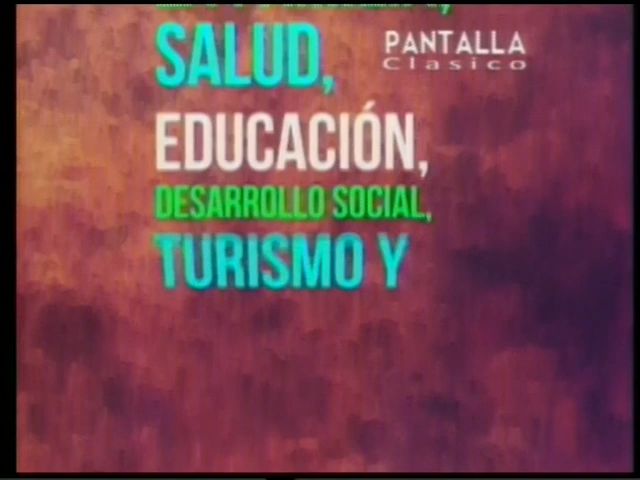 SALUD,
PANTALLA
Clasico
EDUCACIÓN,
DESARROLLO SOCIAL,
TURISMO Y